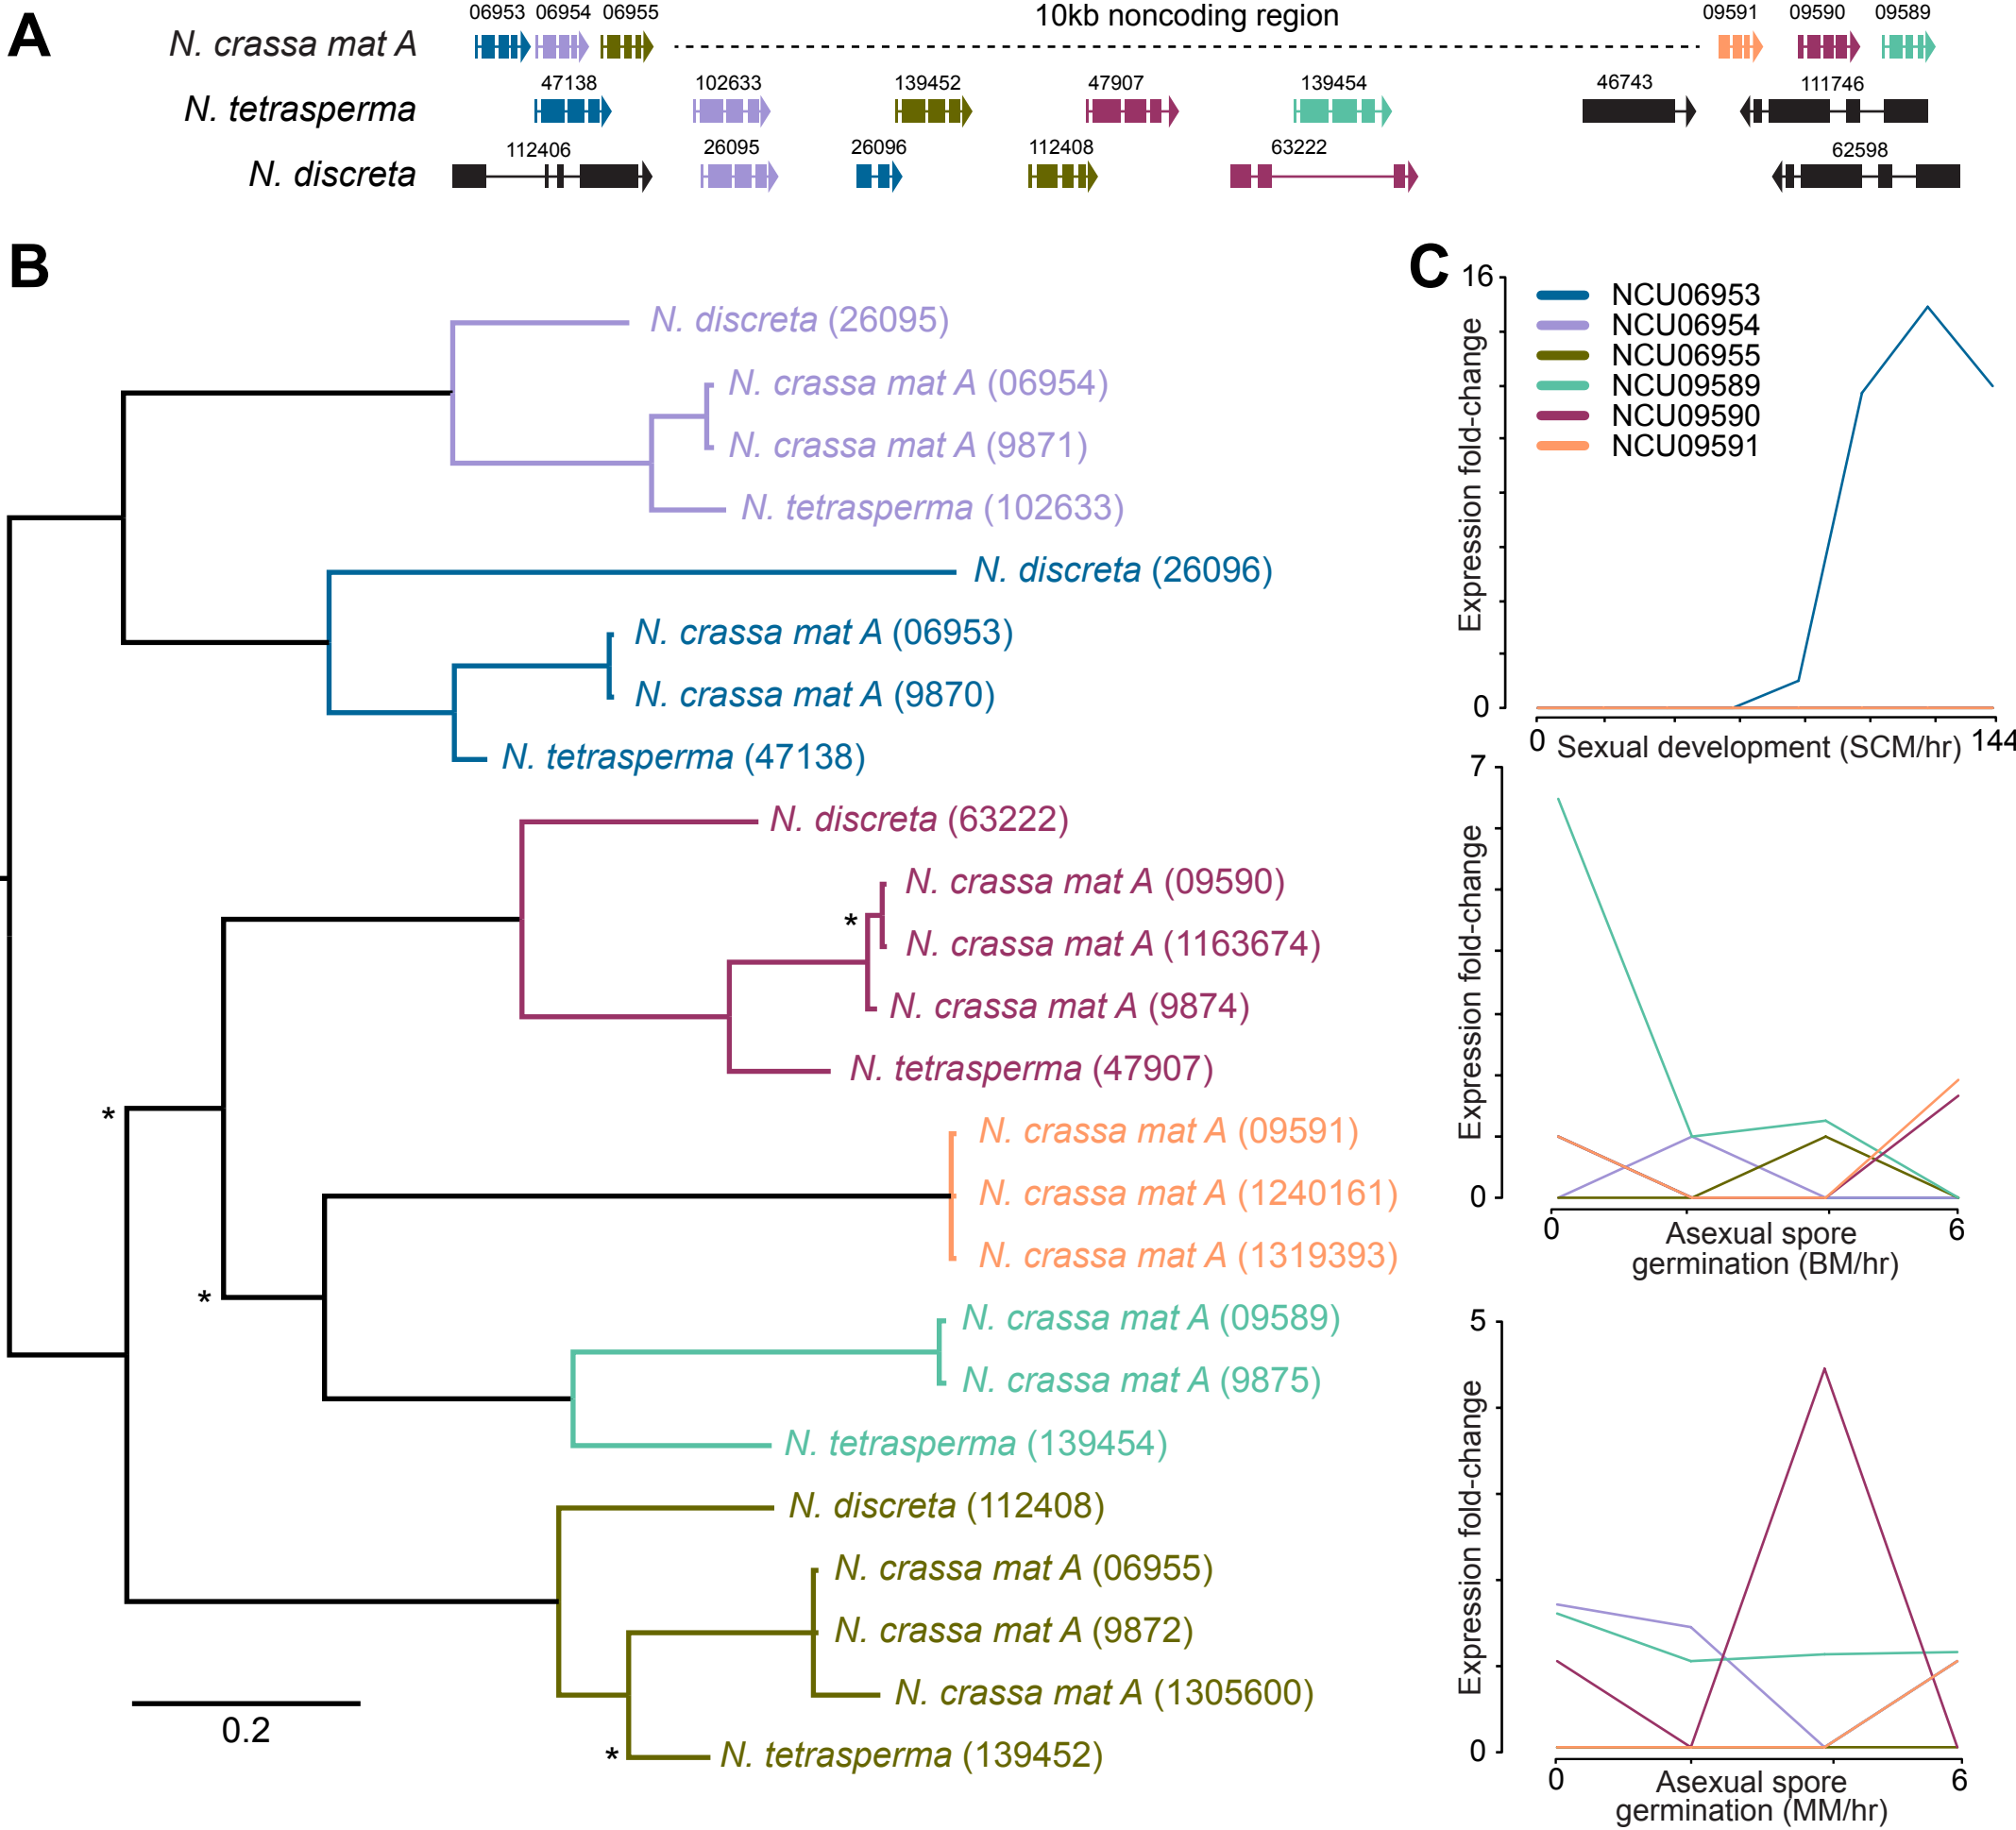 A
06953 06954 06955
10kb noncoding region
09591 09590 09589
N. crassa mat A
47138 102633 139452 47907 139454 46743 111746
N. tetrasperma
112406 26095 26096 112408 63222 62598
N. discreta
B
N. discreta (26095)
N. crassa mat A (06954)
N. crassa mat A (9871)
N. tetrasperma (102633)
N. discreta (26096)
N. crassa mat A (06953)
N. crassa mat A (9870)
N. tetrasperma (47138)
N. discreta (63222)
N. crassa mat A (09590)
*
N. crassa mat A (1163674)
N. crassa mat A (9874)
N. tetrasperma (47907)
*
N. crassa mat A (09591)
N. crassa mat A (1240161)
N. crassa mat A (1319393)
*
N. crassa mat A (09589)
N. crassa mat A (9875)
N. tetrasperma (139454)
N. discreta (112408)
N. crassa mat A (06955)
N. crassa mat A (9872)
N. crassa mat A (1305600)
*
N. tetrasperma (139452)
0.2
C
16
NCU06953
NCU06954
NCU06955
NCU09589
NCU09590
NCU09591
Expression fold-change
0
0 Sexual development (SCM/hr) 144
7
Expression fold-change
0
0 Asexual spore 6
germination (BM/hr)
5
Expression fold-change
0
0 Asexual spore 6
germination (MM/hr)